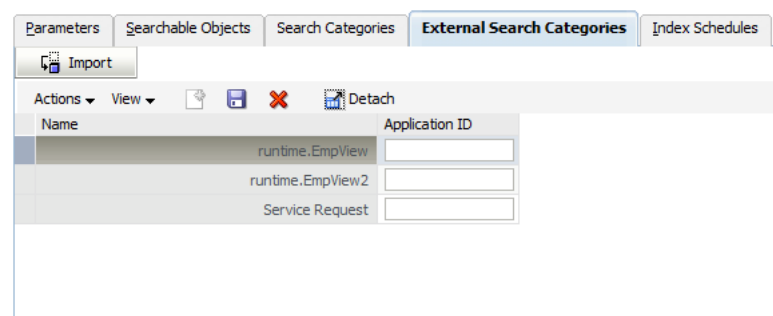 Parameters Searchable Objects Search Categories External Search Categories Index Schedules
Import
Actions View Detach
Name Application ID
runtime.EmpView
runtime.EmpView2
Service Request